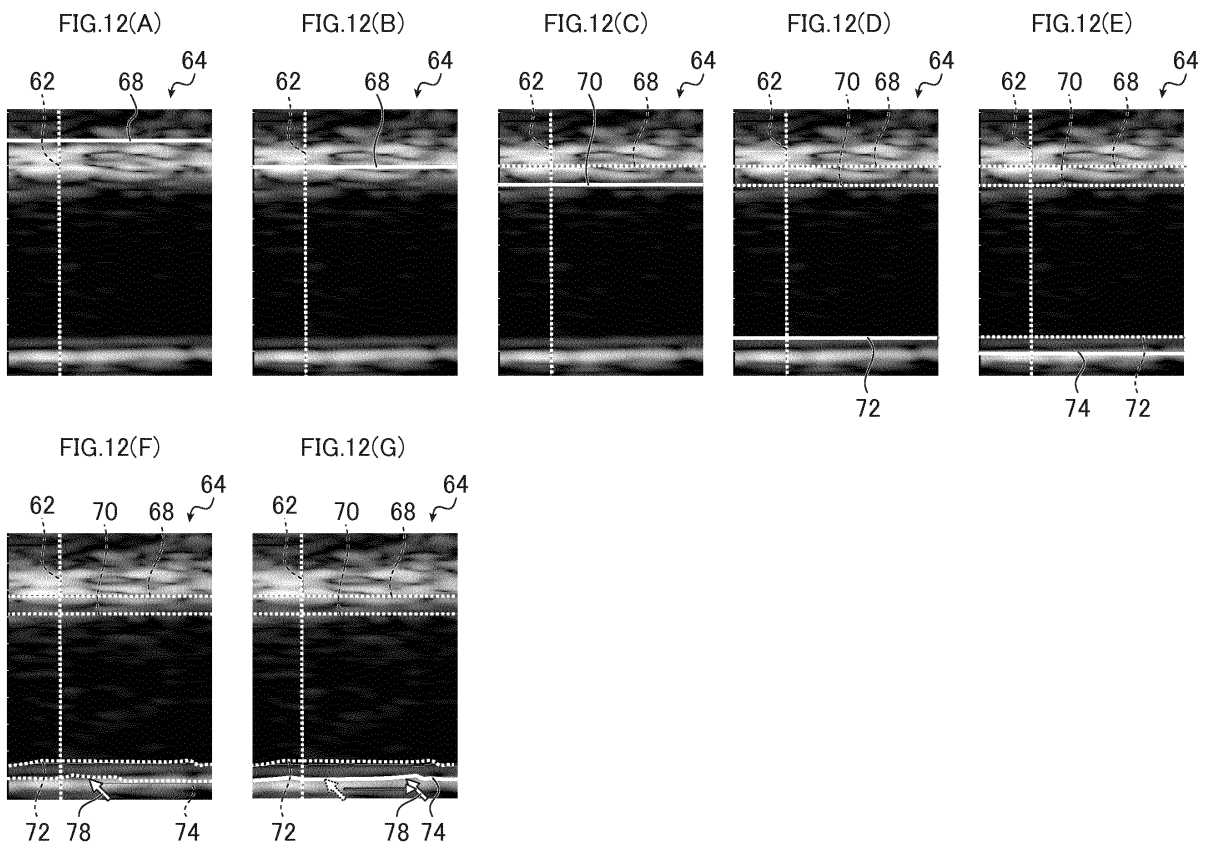 FIG.12(A) FIG.12(B) FIG.12(C) FIG.12(D) FIG.12(E)
64 64 64 64 64
62 68 62 68 62 70 68 62 70 68 62 70 68
72 74 72
FIG.12(F) FIG.12(G)
64 64
62 70 68 62 70 68
72 78 74 72 78 74